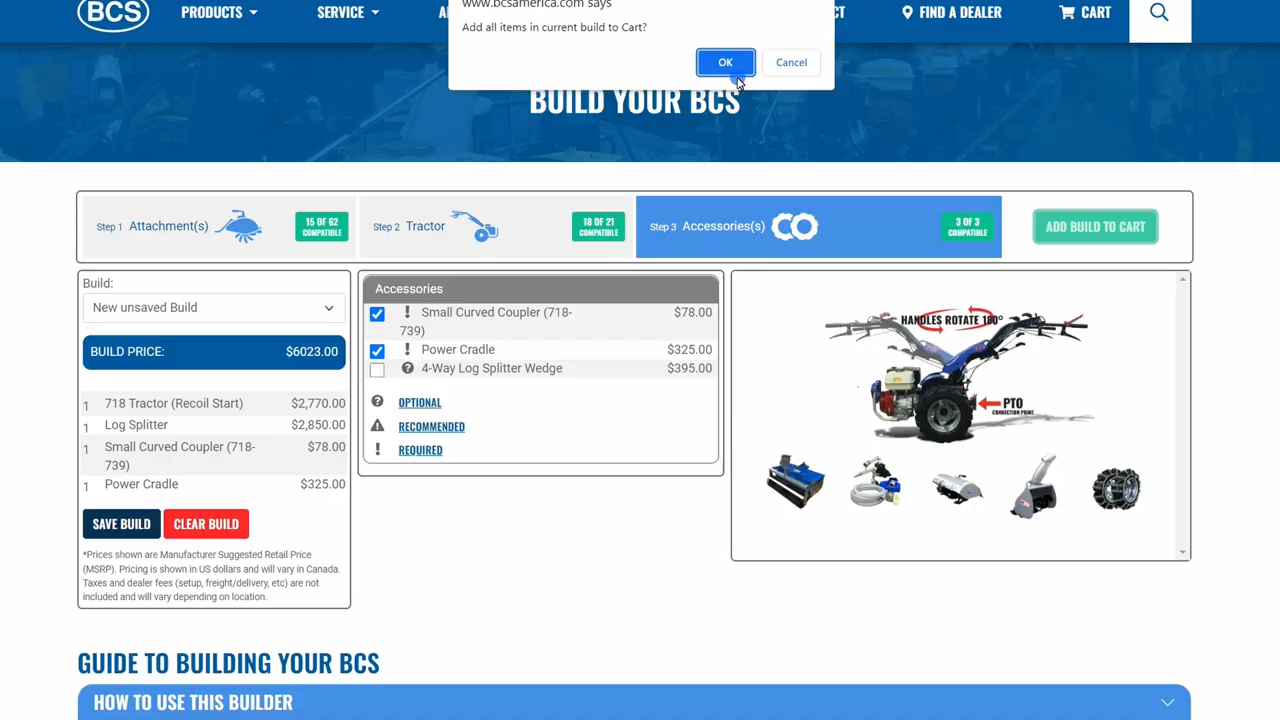 www.bcsamerica.com says
Add all items in current build to Cart?
OK
Cancel
BCS
PRODUCTS
SERVICE
FIND A DEALER
CART
BUILD YOUR BCS
Step 1 Attachment(s)
15 OF 62
COMPATIBLE
Step 2 Tractor
18 OF 21
COMPATIBLE
Step 3 Accessories(s)
3 OF 3
COMPATIBLE
ADD BUILD TO CART
Build:
New unsaved Build
BUILD PRICE: $6023.00
1 718 Tractor (Recoil Start) $2,770.00
1 Log Splitter $2,850.00
1 Small Curved Coupler (718- $78.00
739)
1 Power Cradle $325.00
SAVE BUILD
CLEAR BUILD
*Prices shown are Manufacturer Suggested Retail Price
(MSRP). Pricing is shown in US dollars and will vary in Canada.
Taxes and dealer fees (setup, freight/delivery, etc) are not
included and will vary depending on location.
Accessories
! Small Curved Coupler (718- $78.00
739)
! Power Cradle $325.00
? 4-Way Log Splitter Wedge $395.00
? OPTIONAL
RECOMMENDED
! REQUIRED
HANDLES ROTATE 180°
PTO
CONNECTION POINT
GUIDE TO BUILDING YOUR BCS
HOW TO USE THIS BUILDER